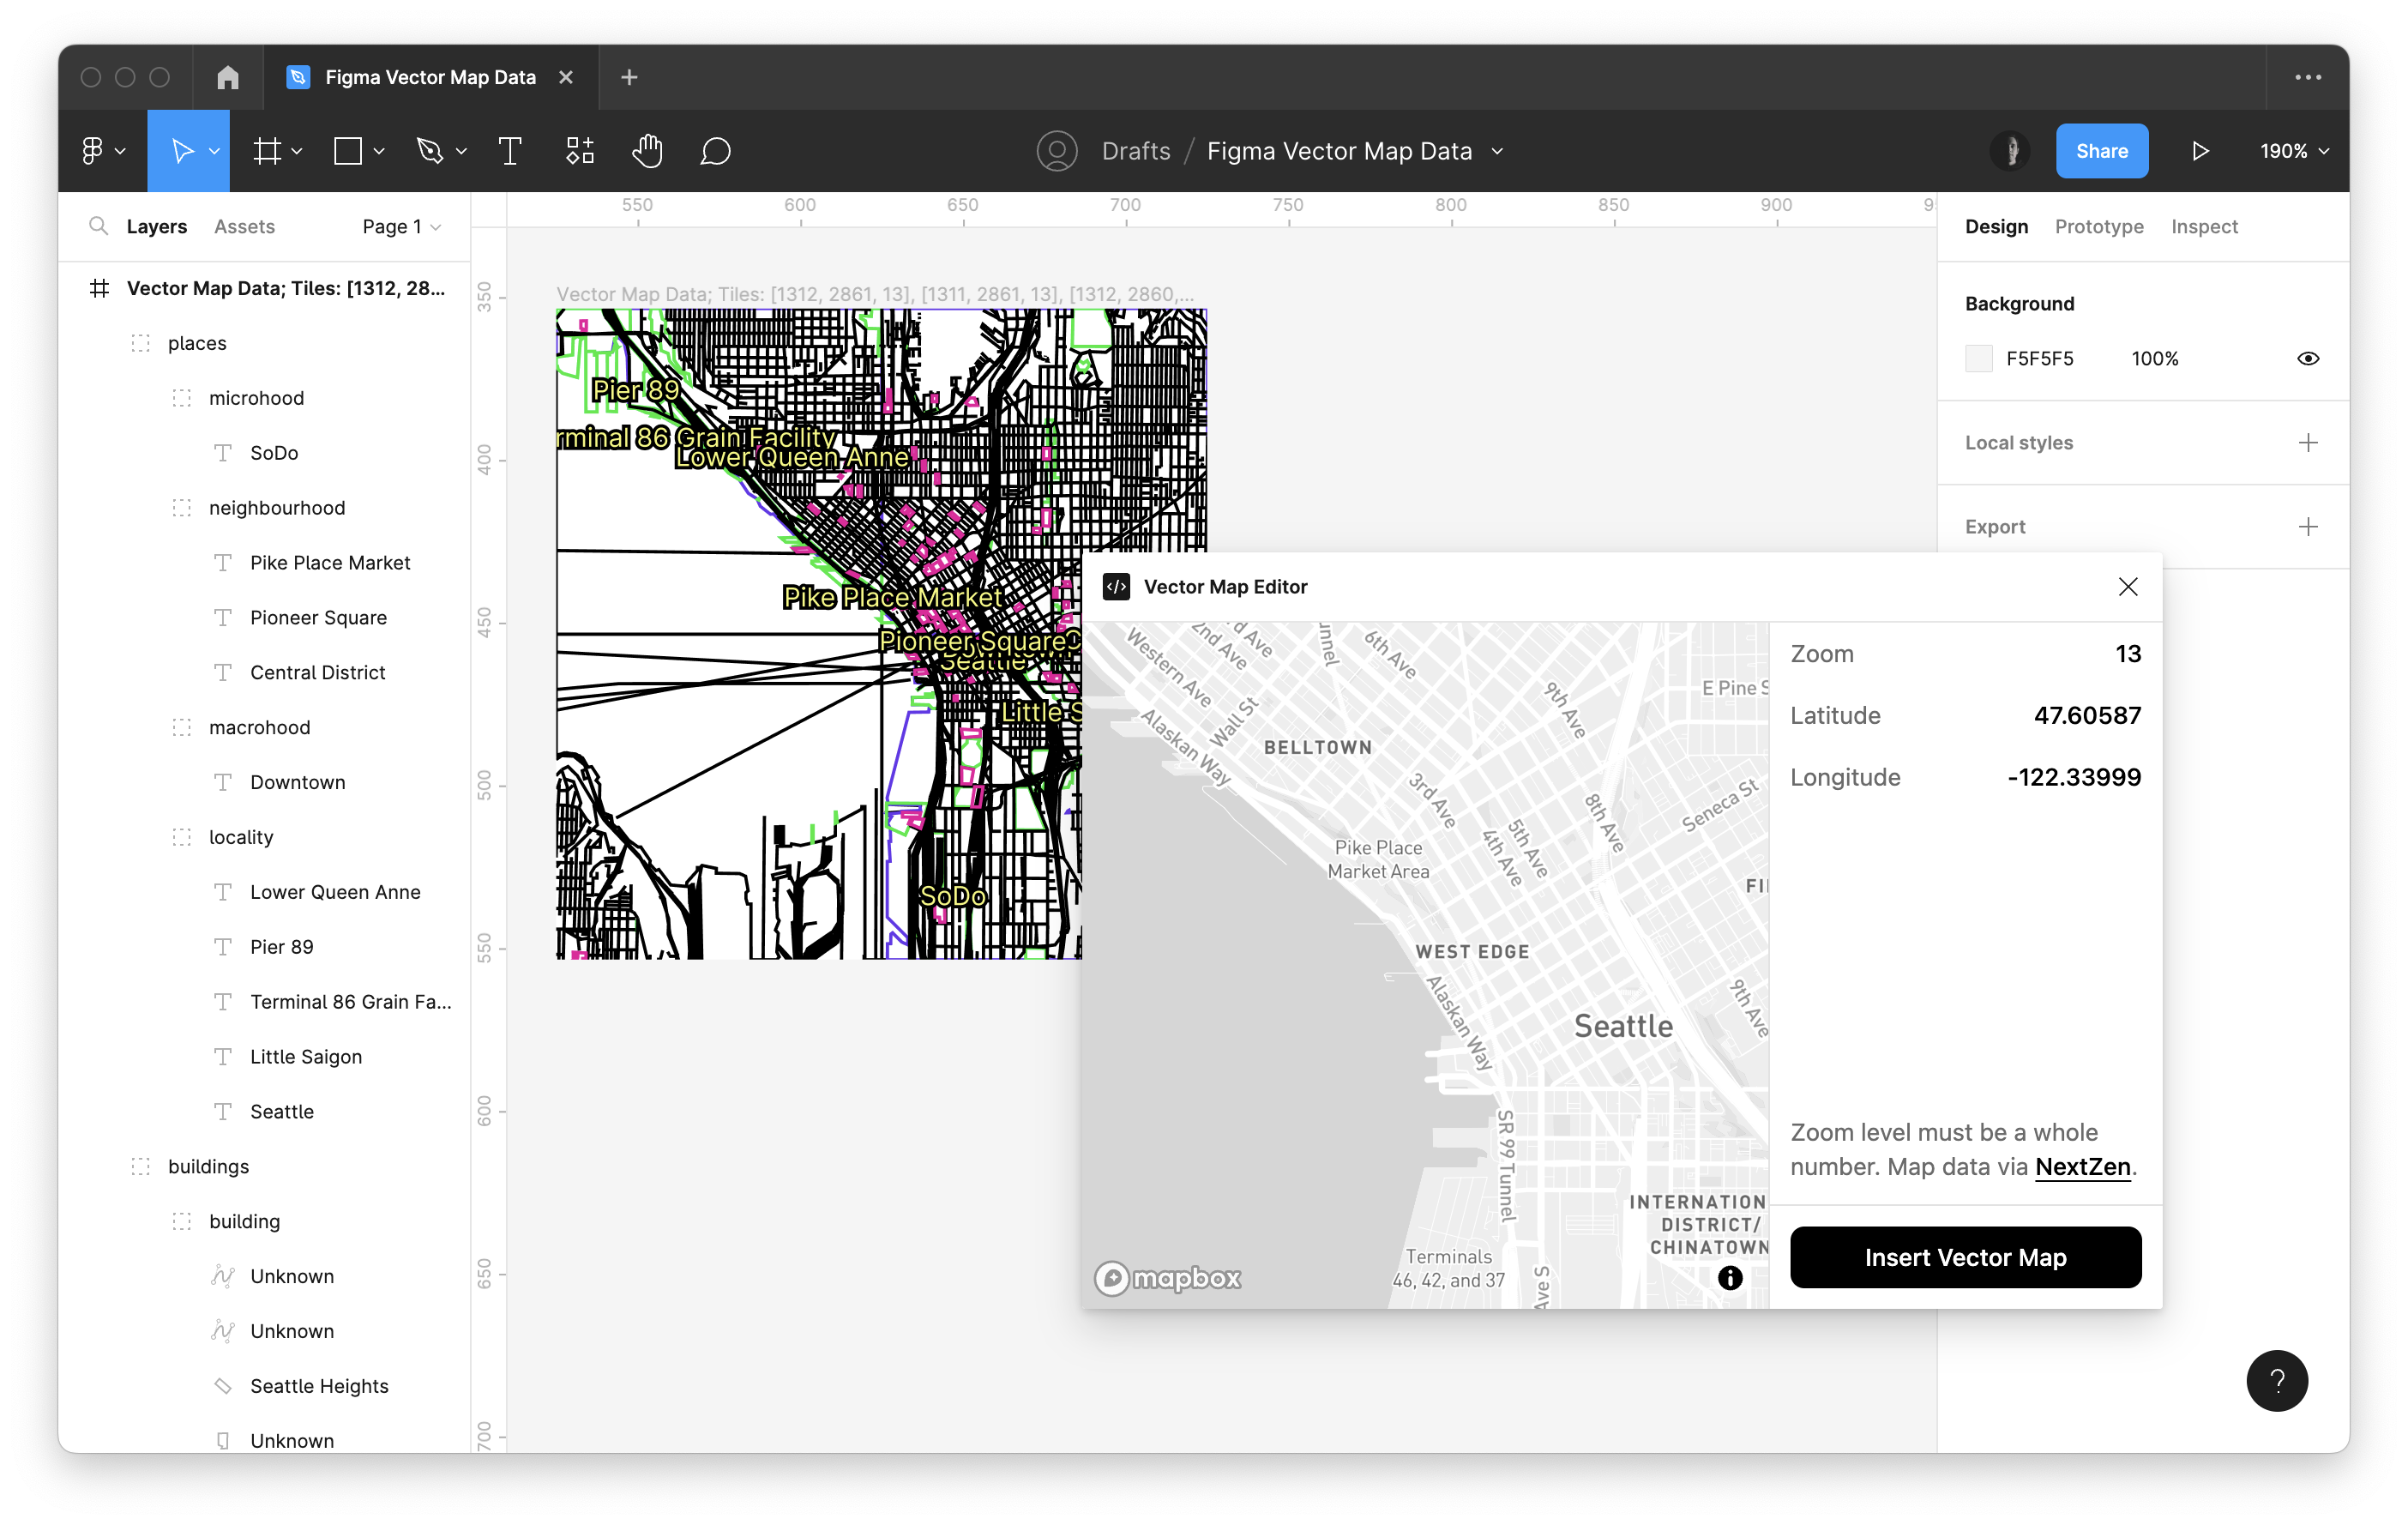 Figma Vector Map Data
Drafts / Figma Vector Map Data
Share
190%
Layers
Assets
Page 1
Vector Map Data; Tiles: [1312, 28...
places
microhood
SoDo
neighbourhood
Pike Place Market
Pioneer Square
Central District
macrohood
Downtown
locality
Lower Queen Anne
Pier 89
Terminal 86 Grain Fa...
Little Saigon
Seattle
buildings
building
Unknown
Unknown
Seattle Heights
Unknown
550
600
650
700
750
800
850
900
350
400
450
500
550
600
650
700
Vector Map Data; Tiles: [1312, 2861, 13], [1311, 2861, 13], [1312, 2860,...
Pier 89
rminal 86 Grain Facility
Lower Queen Anne
Pike Place Market
Pioneer Square
Seattle
Little S
SoDo
Design
Prototype
Inspect
Background
F5F5F5
100%
Local styles
Export
Vector Map Editor
Western Ave
2nd Ave
rd Ave
nnel
6th Ave
9th Ave
E Pine S
Alaskan Way
Wall St
BELLTOWN
3rd Ave
4th Ave
5th Ave
8th Ave
Seneca St
Pike Place
Market Area
FI
WEST EDGE
Alaskan Way
9th Ave
Seattle
SR 99 Tunnel
INTERNATION
DISTRICT/
CHINATOWN
Terminals
46, 42, and 37
Ave S
mapbox
Zoom
13
Latitude
47.60587
Longitude
-122.33999
Zoom level must be a whole
number. Map data via NextZen.
Insert Vector Map
?